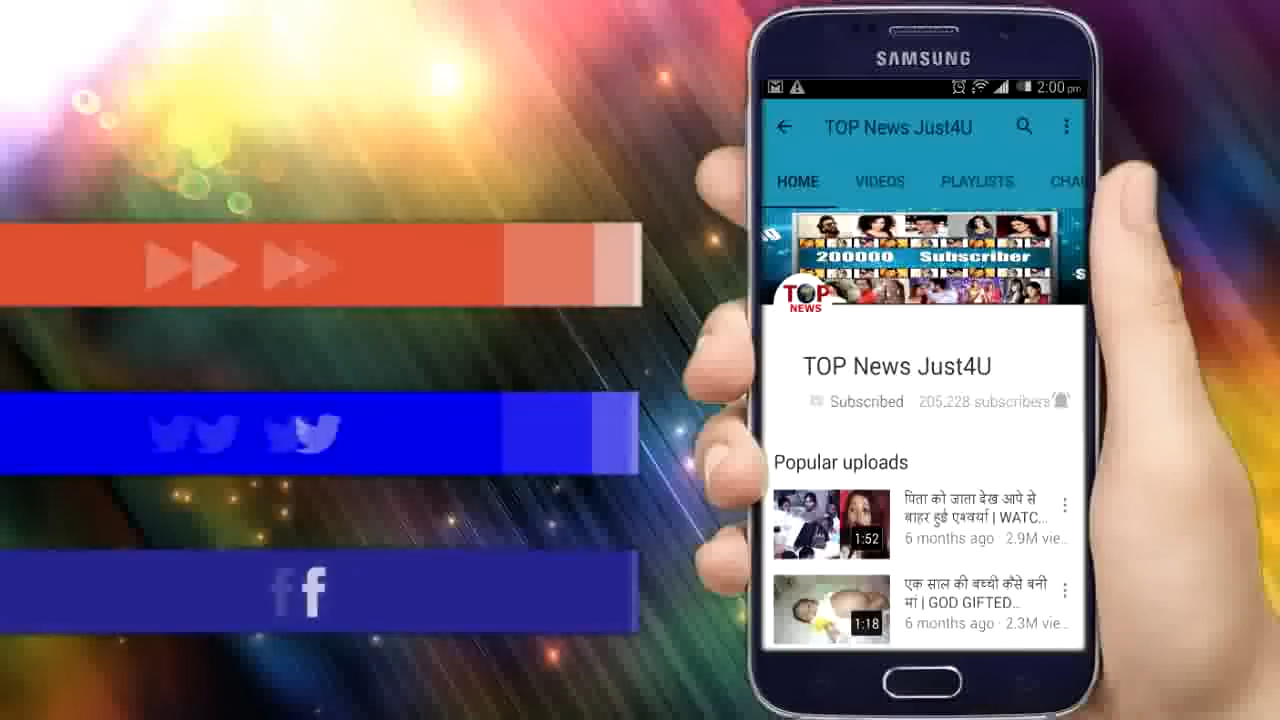 SAMSUNG
2:00 pm
TOP News Just4U
HOME VIDEOS PLAYLISTS CHA
200000 Subscriber
TOP
NEWS
TOP News Just4U
Subscribed 205,228 subscribers
Popular uploads
पिता को जाता देख आपे से
बाहर हुई एश्वर्या | WATC...
6 months ago · 2.9M vie..
1:52
एक साल की बच्ची कैसे बनी
मां | GOD GIFTED...
6 months ago · 2.3M vie..
1:18